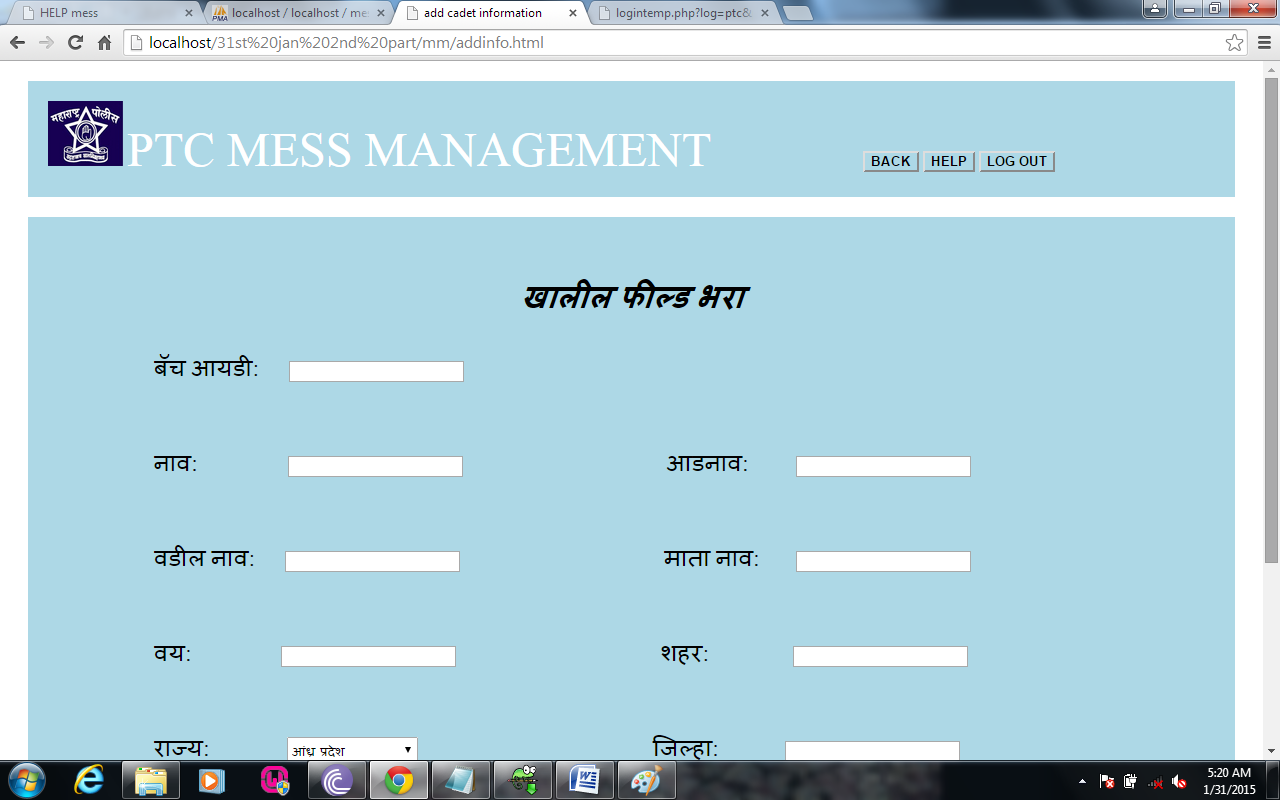 HELP mess
localhost / localhost / me
add cadet information
logintemp.php?log=ptc&
localhost/31st%20jan%202nd%20part/mm/addinfo.html
महाराष्ट्र पोलीस
PTC MESS MANAGEMENT
BACK HELP LOG OUT
खालील फील्ड भरा
बॅच आयडी:
नाव: आडनाव:
वडील नाव: माता नाव:
वय: शहर:
राज्य: आंध्र प्रदेश जिल्हा:
5:20 AM
1/31/2015